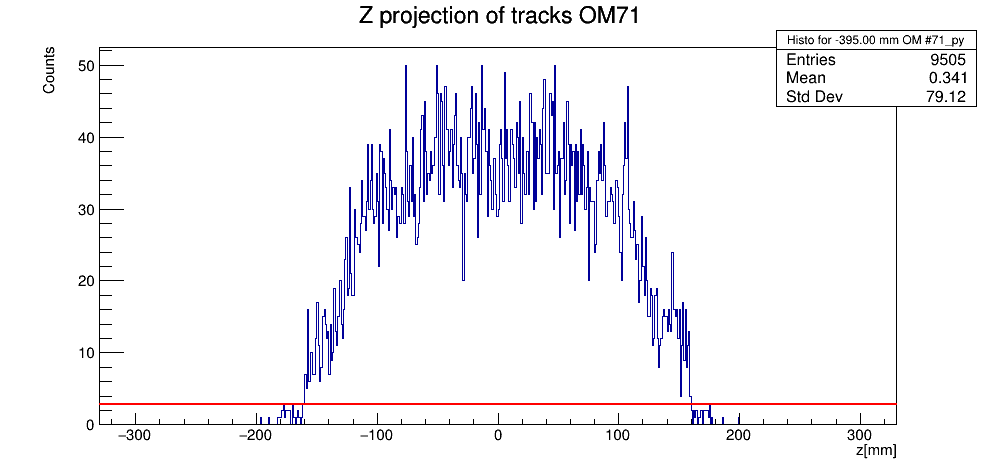 Z projection of tracks OM71
Histo for -395.00 mm OM #71_py
Entries 9505
Mean 0.341
Std Dev 79.12
Counts
50
40
30
20
10
0
−300 −200 −100 0 100 200 300
z[mm]